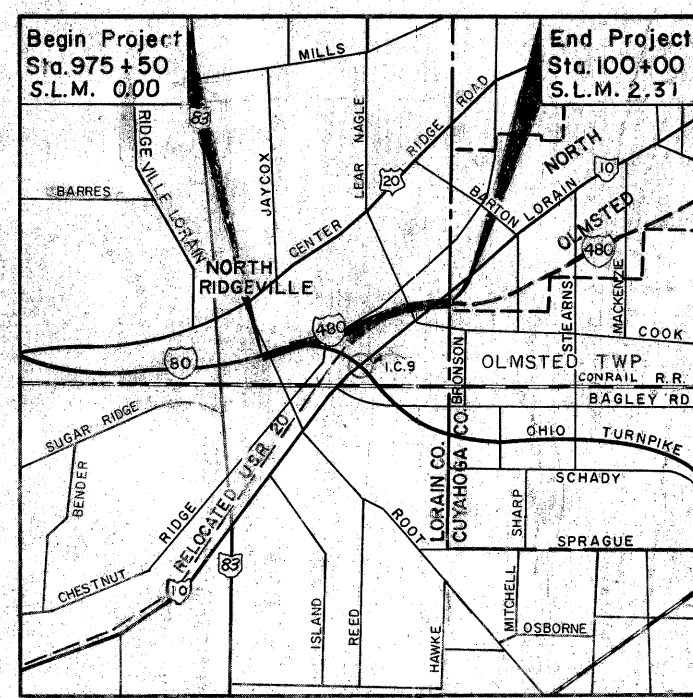 Begin Project
Sta. 975+50
S.L.M. 0.00
End Project
Sta. 100+00
S.L.M. 2.31
MILLS
83
RIDGEVILLE LORAIN
BARRES
JAYCOX
LEAR NAGLE
CENTER RIDGE ROAD
20
BARTON
LORAIN
10
NORTH OLMSTED
480
NORTH
RIDGEVILLE
480
80
I.C.9
STEARNS
MACKENZIE
COOK
BRONSON
OLMSTED TWP
CONRAIL R.R.
BAGLEY RD
OHIO TURNPIKE
SUGAR RIDGE
BENDER
CHESTNUT RIDGE
RELOCATED U.S.R. 20
10
83
LORAIN CO.
CUYAHOGA CO.
ROOT
SCHADY
SHARP
SPRAGUE
ISLAND
REED
HAWKE
MITCHELL
OSBORNE